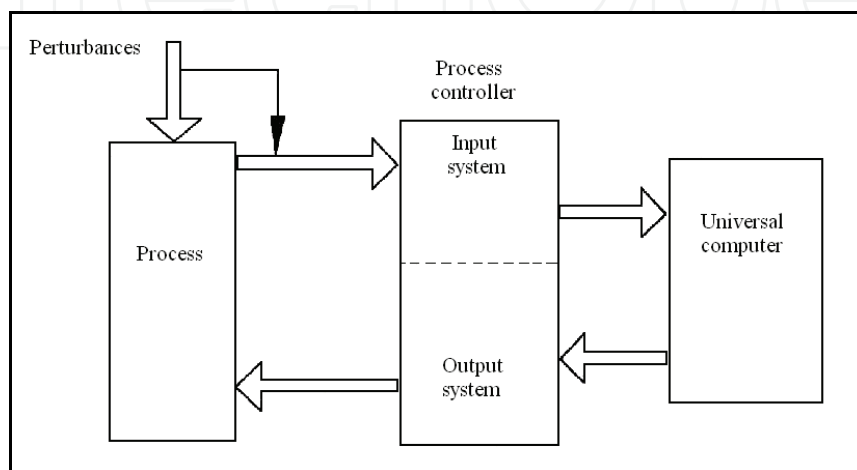 Perturbances
Process
controller
Input
system
Universal
computer
Process
Output
system